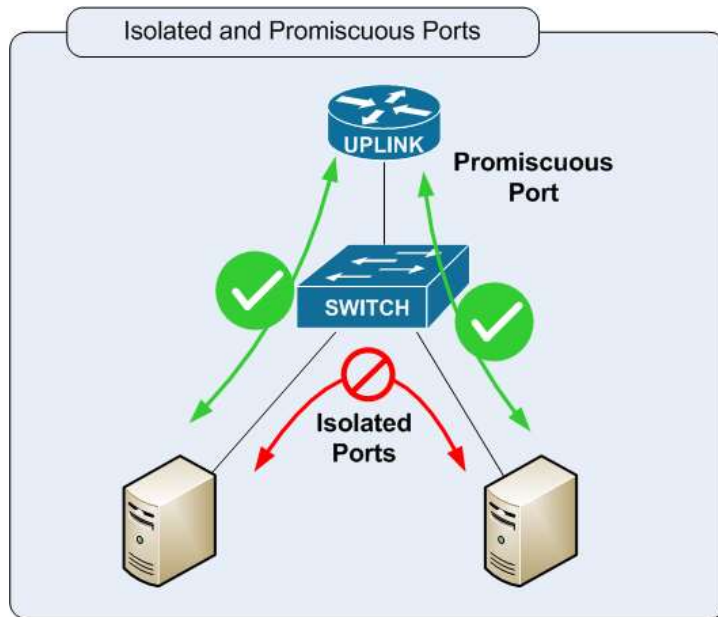 Isolated and Promiscuous Ports
UPLINK
Promiscuous
Port
SWITCH
Isolated
Ports